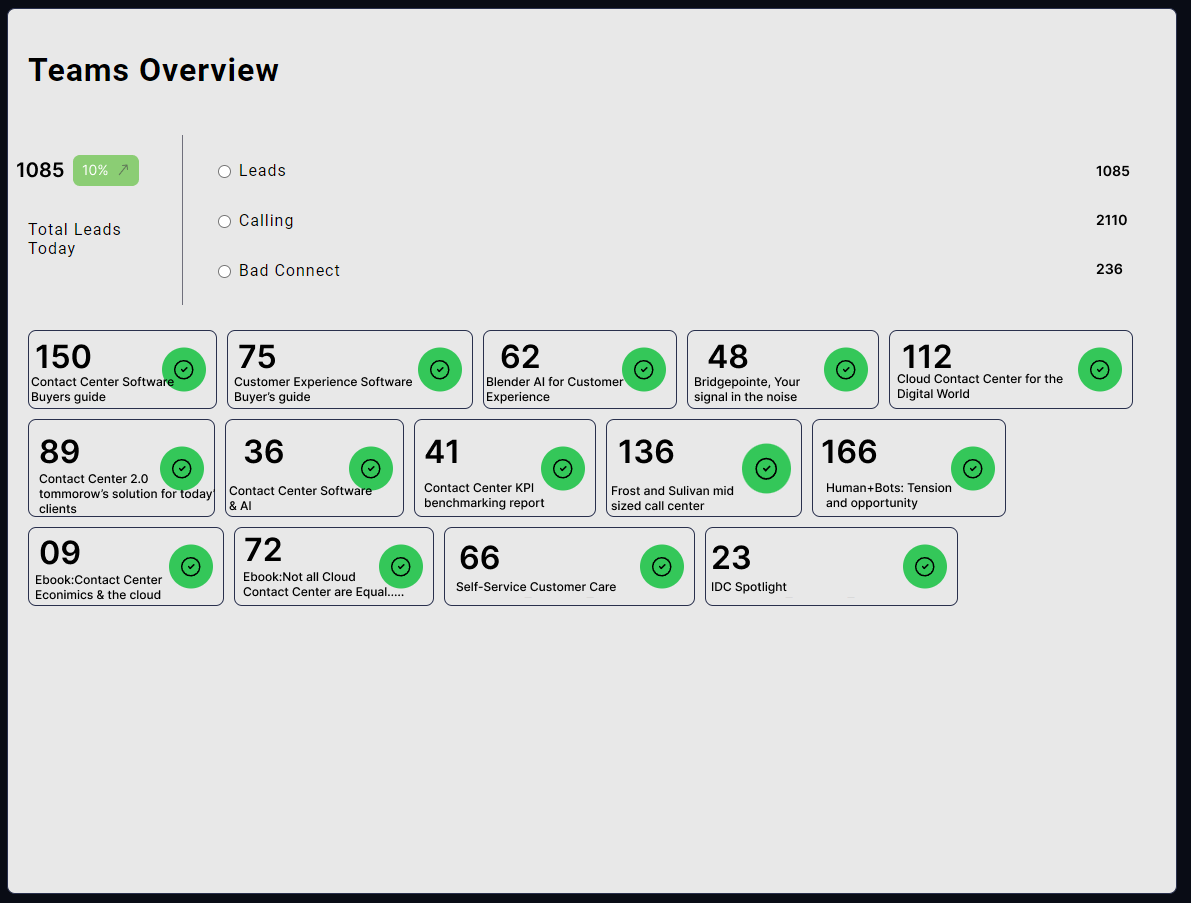 Teams Overview
1085 10%
Total Leads
Today
Leads 1085
Calling 2110
Bad Connect 236
150
Contact Center Software
Buyers guide
75
Customer Experience Software
Buyer's guide
62
Blender AI for Customer
Experience
48
Bridgepointe, Your
signal in the noise
112
Cloud Contact Center for the
Digital World
89
Contact Center 2.0
tommorow's solution for today'
clients
36
Contact Center Software
& AI
41
Contact Center KPI
benchmarking report
136
Frost and Sulivan mid
sized call center
166
Human+Bots: Tension
and opportunity
09
Ebook:Contact Center
Econimics & the cloud
72
Ebook:Not all Cloud
Contact Center are Equal.....
66
Self-Service Customer Care
23
IDC Spotlight